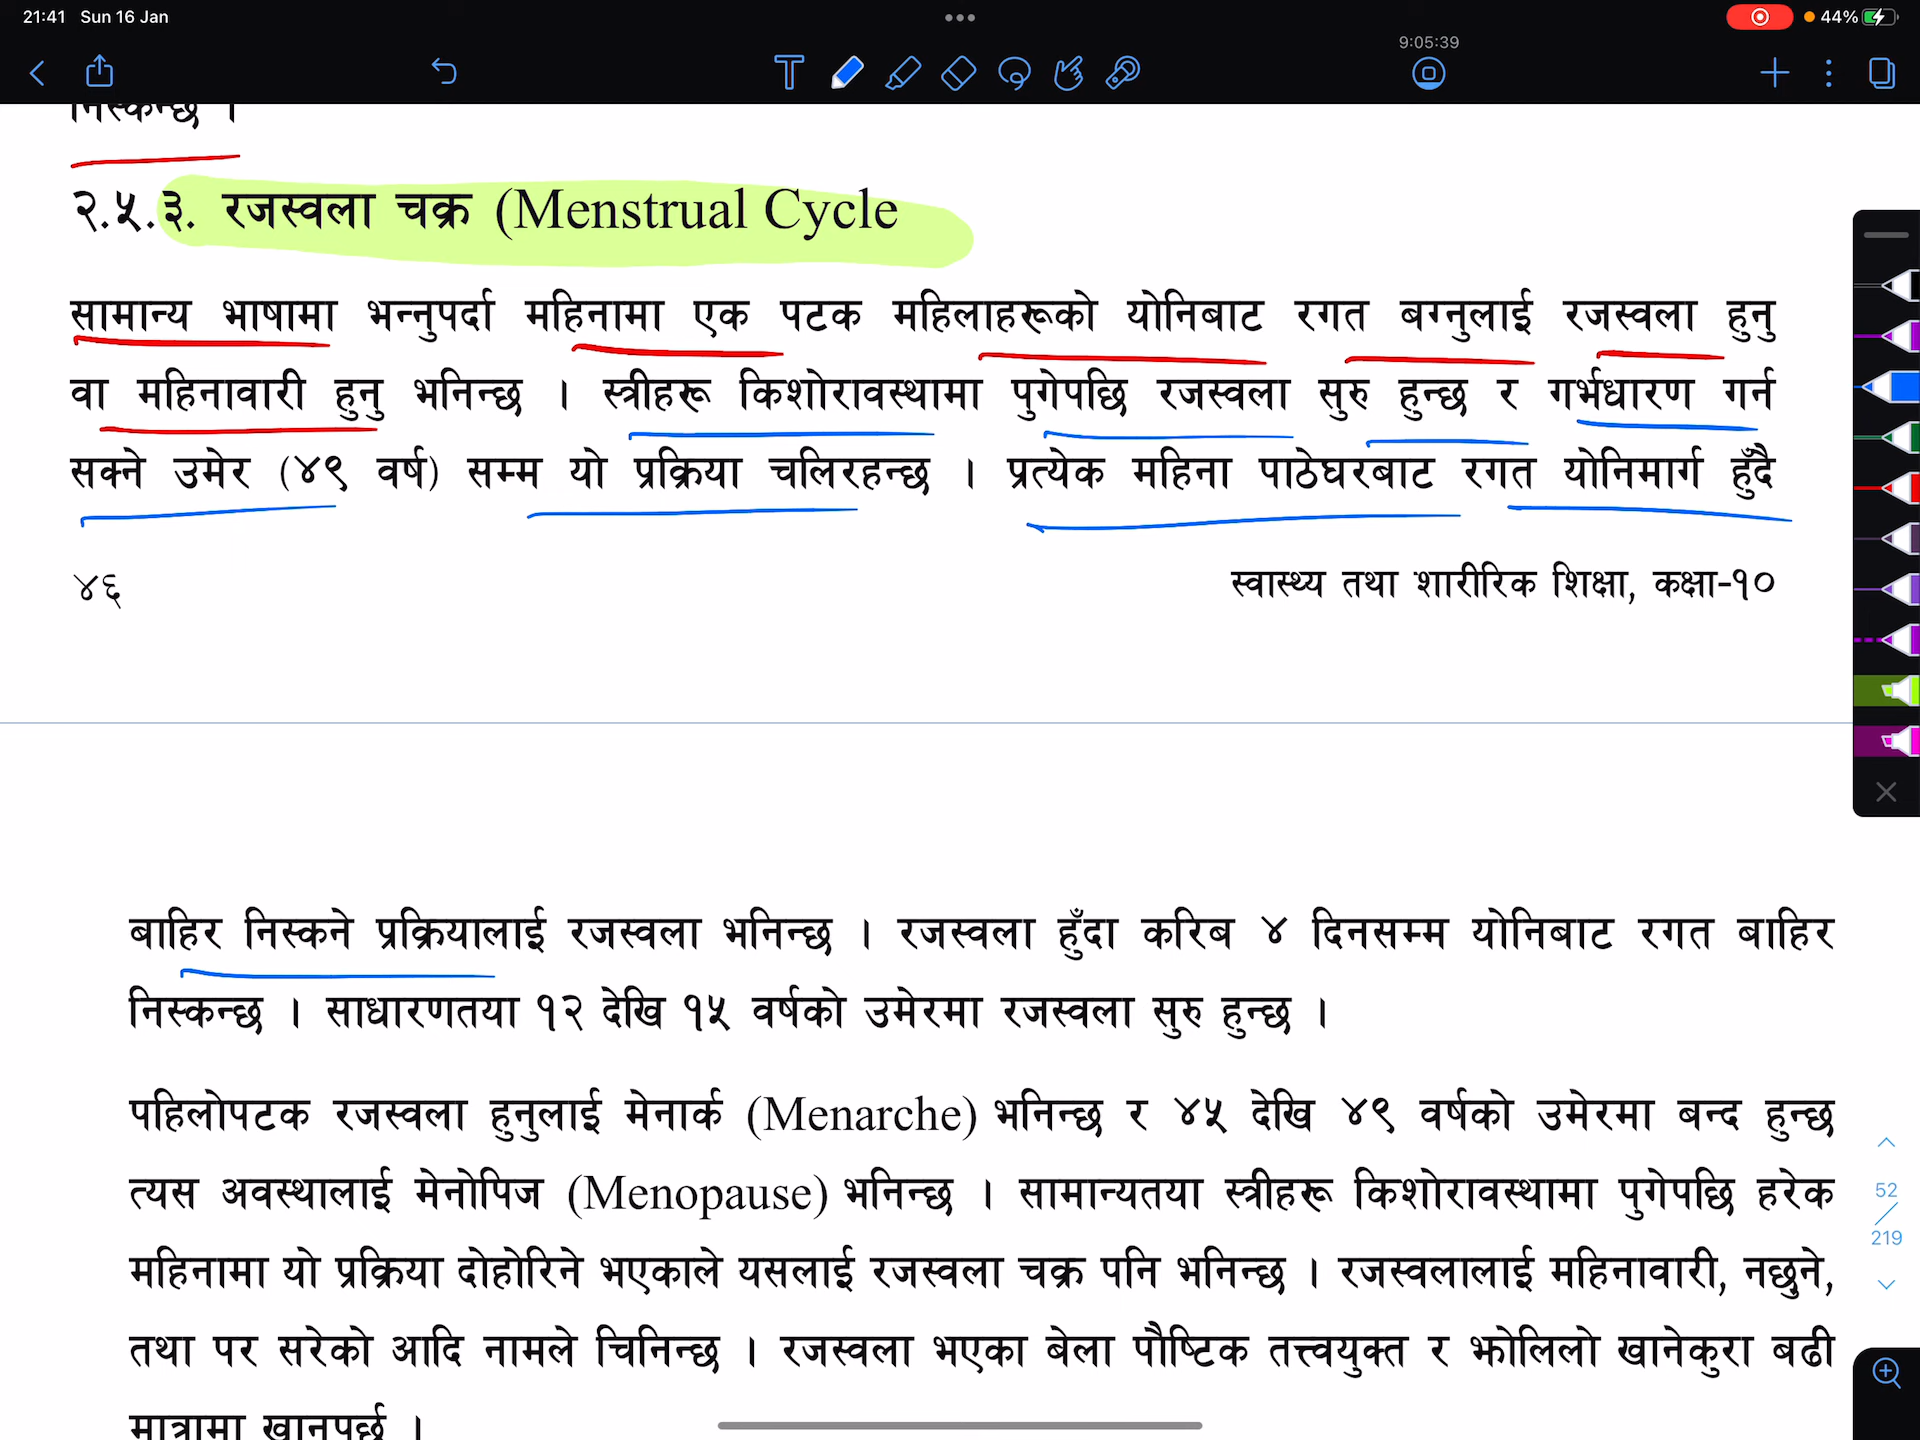 21:41 Sun 16 Jan
44%
9:05:39
निस्कन्छ ।
२.५.३. रजस्वला चक्र (Menstrual Cycle
सामान्य भाषामा भन्नुपर्दा महिनामा एक पटक महिलाहरूको योनिबाट रगत बग्नुलाई रजस्वला हुनु
वा महिनावारी हुनु भनिन्छ । स्त्रीहरू किशोरावस्थामा पुगेपछि रजस्वला सुरु हुन्छ र गर्भधारण गर्न
सक्ने उमेर (४९ वर्ष) सम्म यो प्रक्रिया चलिरहन्छ । प्रत्येक महिना पाठेघरबाट रगत योनिमार्ग हुँदै
४६
स्वास्थ्य तथा शारीरिक शिक्षा, कक्षा-१०
बाहिर निस्कने प्रक्रियालाई रजस्वला भनिन्छ । रजस्वला हुँदा करिब ४ दिनसम्म योनिबाट रगत बाहिर
निस्कन्छ । साधारणतया १२ देखि १५ वर्षको उमेरमा रजस्वला सुरु हुन्छ ।
पहिलोपटक रजस्वला हुनुलाई मेनार्क (Menarche) भनिन्छ र ४५ देखि ४९ वर्षको उमेरमा बन्द हुन्छ
त्यस अवस्थालाई मेनोपिज (Menopause) भनिन्छ । सामान्यतया स्त्रीहरू किशोरावस्थामा पुगेपछि हरेक
महिनामा यो प्रक्रिया दोहोरिने भएकाले यसलाई रजस्वला चक्र पनि भनिन्छ । रजस्वलालाई महिनावारी, नछुने,
तथा पर सरेको आदि नामले चिनिन्छ । रजस्वला भएका बेला पौष्टिक तत्त्वयुक्त र झोलिलो खानेकुरा बढी
मात्रामा खानुपर्छ ।
52
219